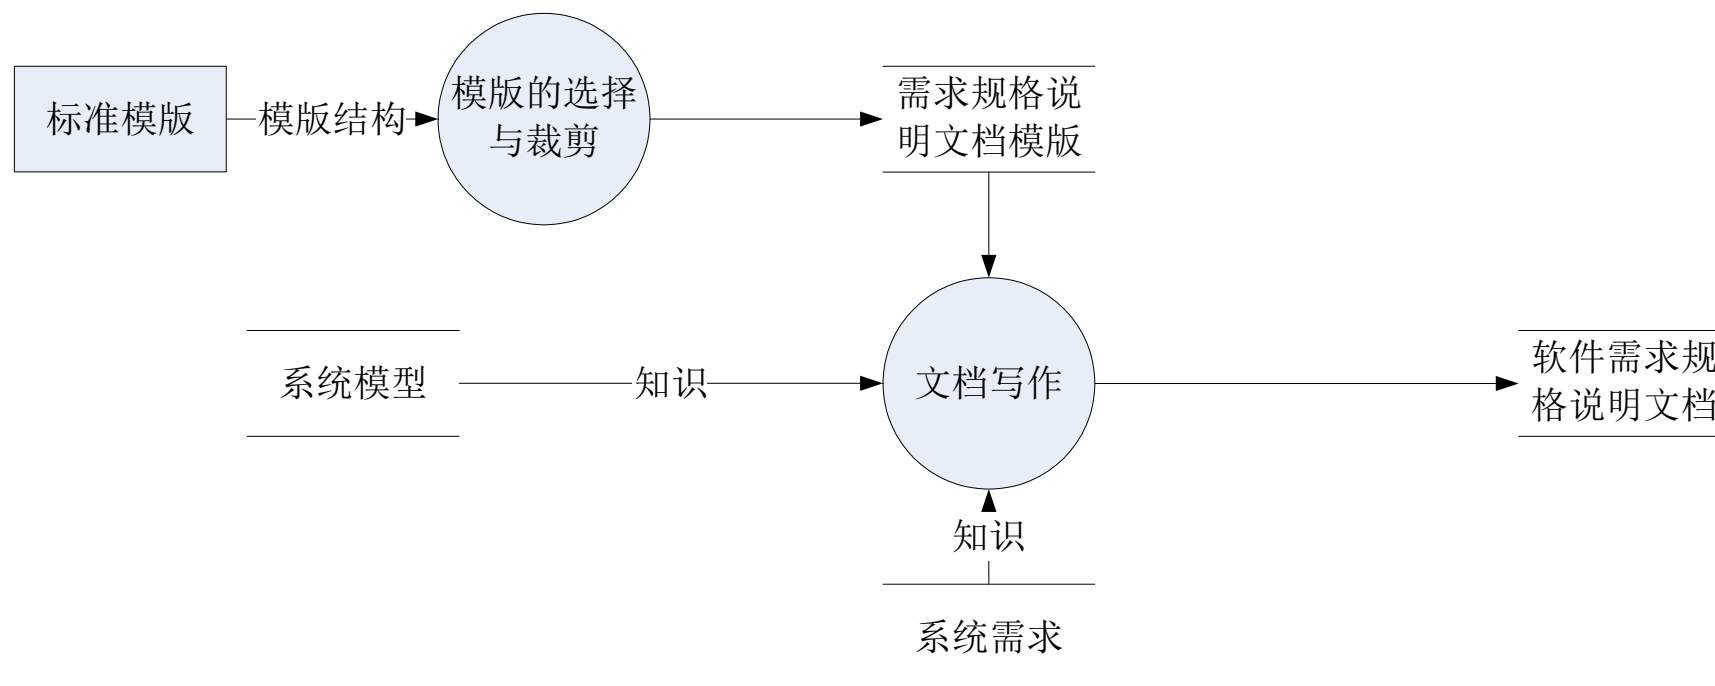 标准模版
模版结构
模版的选择
与裁剪
需求规格说
明文档模版
系统模型
知识
文档写作
软件需求规
格说明文档
知识
系统需求